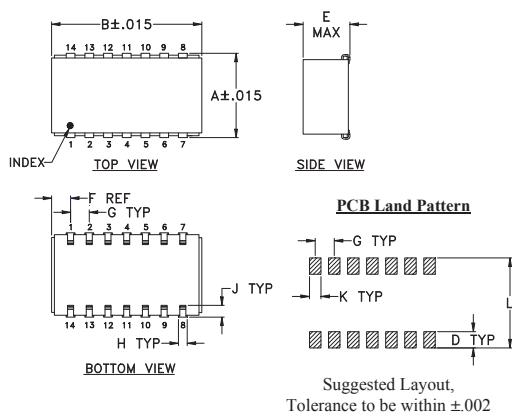 B±.015
14 13 12 11 10 9 8
A±.015
INDEX
1 2 3 4 5 6 7
TOP VIEW
E
MAX
SIDE VIEW
F REF
G TYP
1 2 3 4 5 6 7
J TYP
14 13 12 11 10 9 8
H TYP
BOTTOM VIEW
PCB Land Pattern
G TYP
K TYP
L
D TYP
Suggested Layout,
Tolerance to be within ±.002